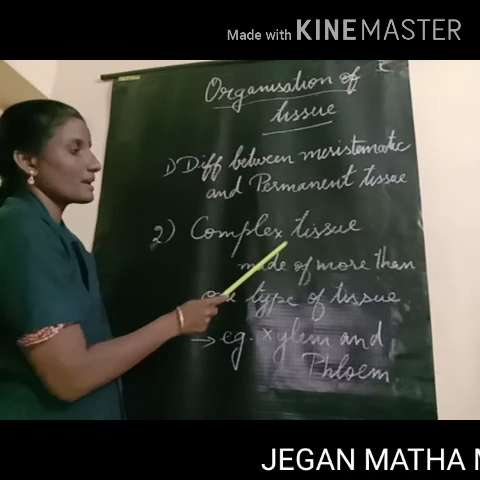 Made with KINEMASTER
Organisation of
tissue
1) Diff between meristematic
and Permanent tissue
2) Complex tissue
made of more than
one type of tissue
→ eg. Xylem and
Phloem.
JEGAN MATHA M